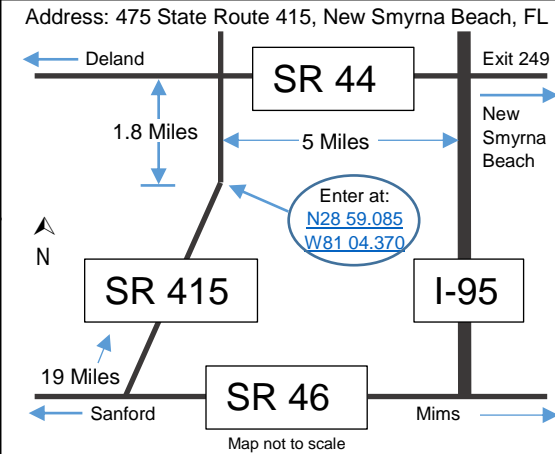 Address: 475 State Route 415, New Smyrna Beach, FL
Deland
SR 44
Exit 249
New
Smyrna
Beach
1.8 Miles
5 Miles
Enter at:
N28 59.085
W81 04.370
N
SR 415
I-95
19 Miles
SR 46
Sanford
Mims
Map not to scale